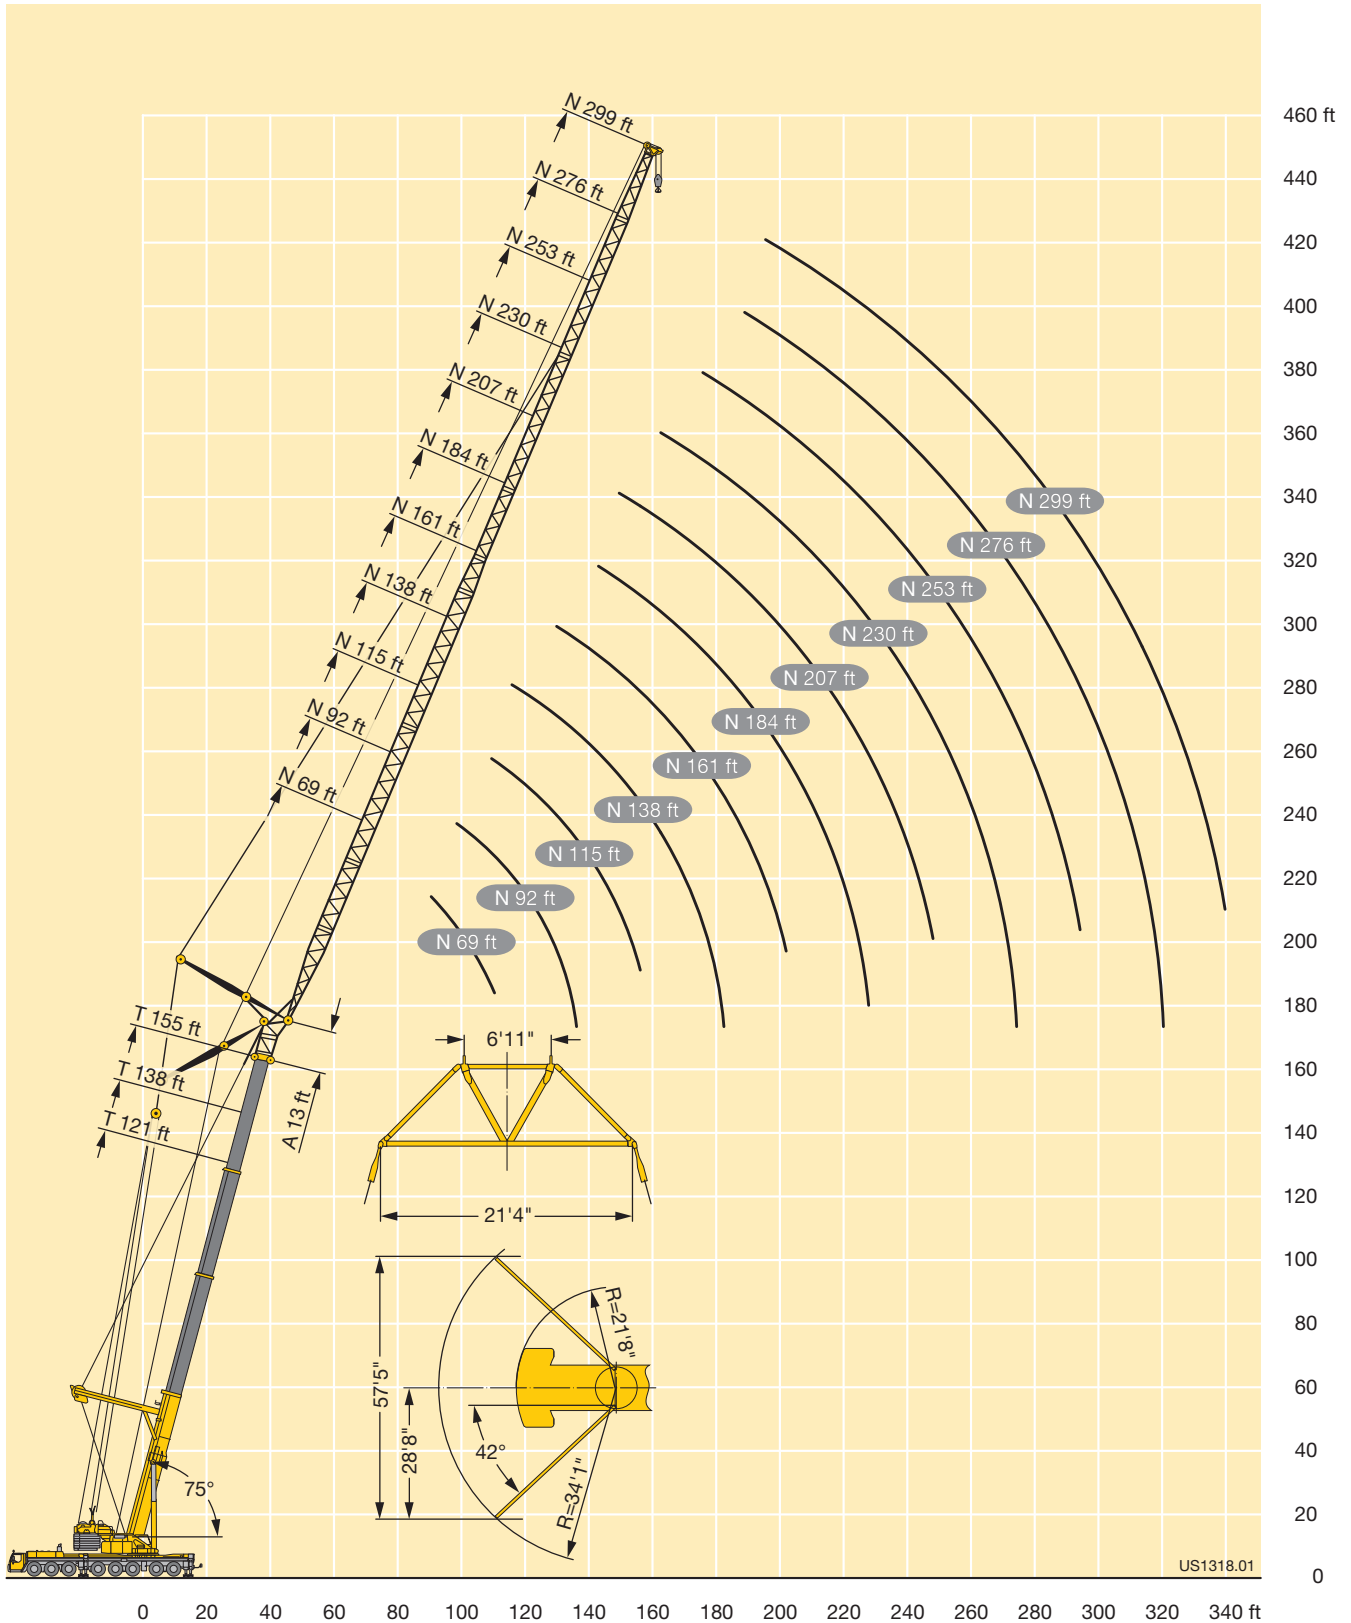 N 299 ft
460 ft
N 276 ft
440
N 253 ft
420
N 230 ft
400
N 207 ft
380
N 184 ft
360
N 161 ft
340
N 138 ft
320
N 115 ft
300
N 92 ft
280
N 69 ft
260
240
220
200
180
160
140
120
100
80
60
40
20
0
N 299 ft
N 276 ft
N 253 ft
N 230 ft
N 207 ft
N 184 ft
N 161 ft
N 138 ft
N 115 ft
N 92 ft
N 69 ft
T 155 ft
T 138 ft
T 121 ft
A 13 ft
6'11"
21'4"
R=21'8"
57'5"
28'8"
42°
R=34'1"
75°
US1318.01
0 20 40 60 80 100 120 140 160 180 200 220 240 260 280 300 320 340 ft